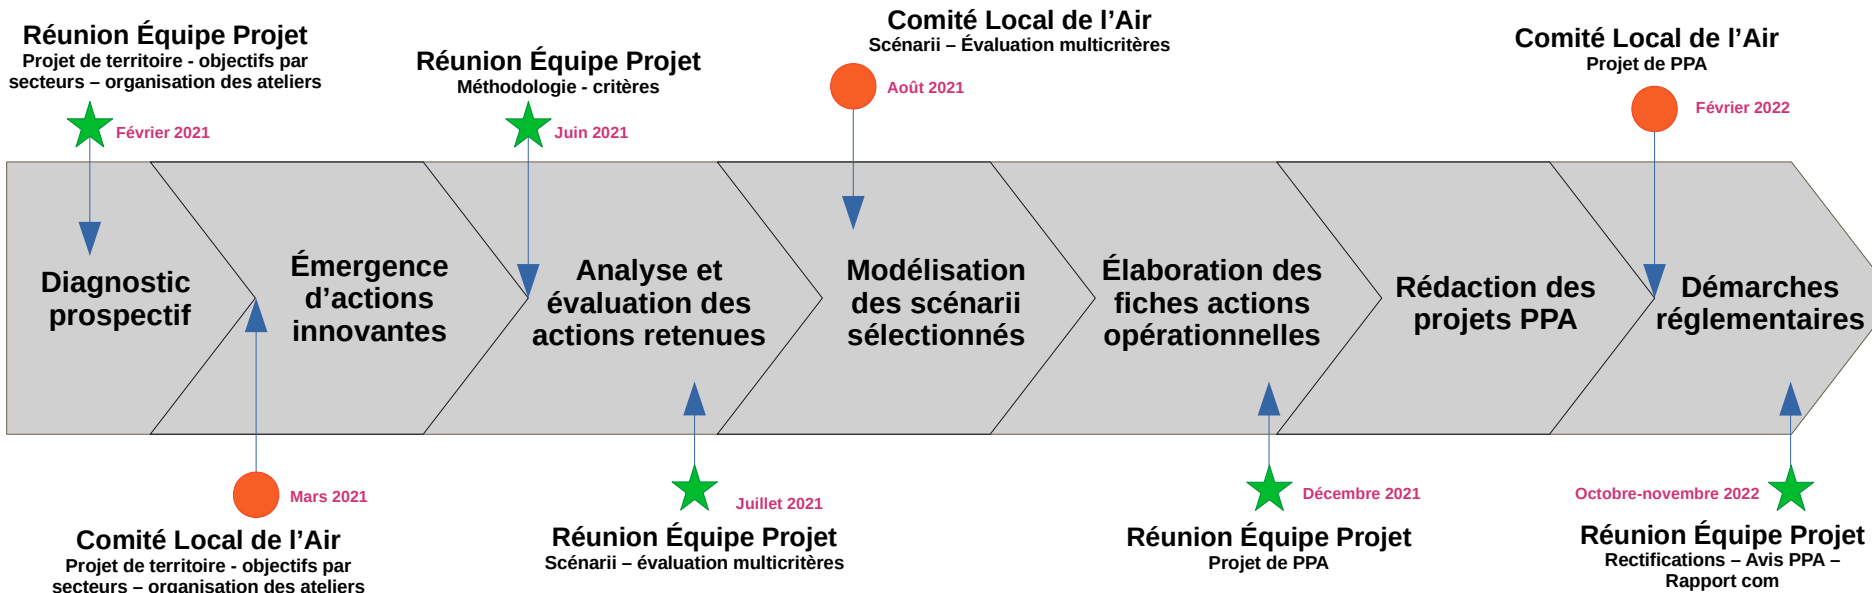 Réunion Équipe Projet
Projet de territoire - objectifs par
secteurs – organisation des ateliers
Février 2021
Réunion Équipe Projet
Méthodologie - critères
Juin 2021
Comité Local de l’Air
Scénarii – Évaluation multicritères
Août 2021
Comité Local de l’Air
Projet de PPA
Février 2022
Diagnostic
prospectif
Émergence
d’actions
innovantes
Analyse et
évaluation des
actions retenues
Modélisation
des scénarii
sélectionnés
Élaboration des
fiches actions
opérationnelles
Rédaction des
projets PPA
Démarches
réglementaires
Mars 2021
Comité Local de l’Air
Projet de territoire - objectifs par
secteurs – organisation des ateliers
Juillet 2021
Réunion Équipe Projet
Scénarii – évaluation multicritères
Décembre 2021
Réunion Équipe Projet
Projet de PPA
Octobre-novembre 2022
Réunion Équipe Projet
Rectifications – Avis PPA –
Rapport com